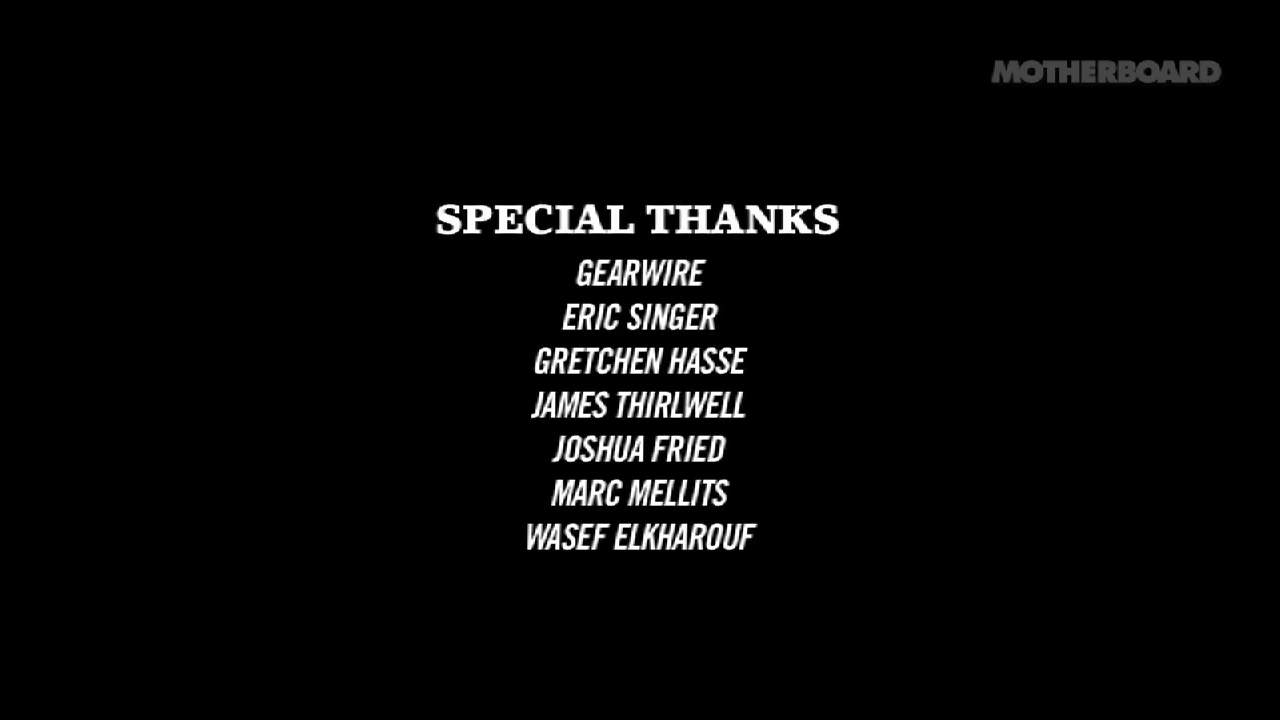 MOTHERBOARD
SPECIAL THANKS
GEARWIRE
ERIC SINGER
GRETCHEN HASSE
JAMES THIRLWELL
JOSHUA FRIED
MARC MELLITS
WASEF ELKHAROUF